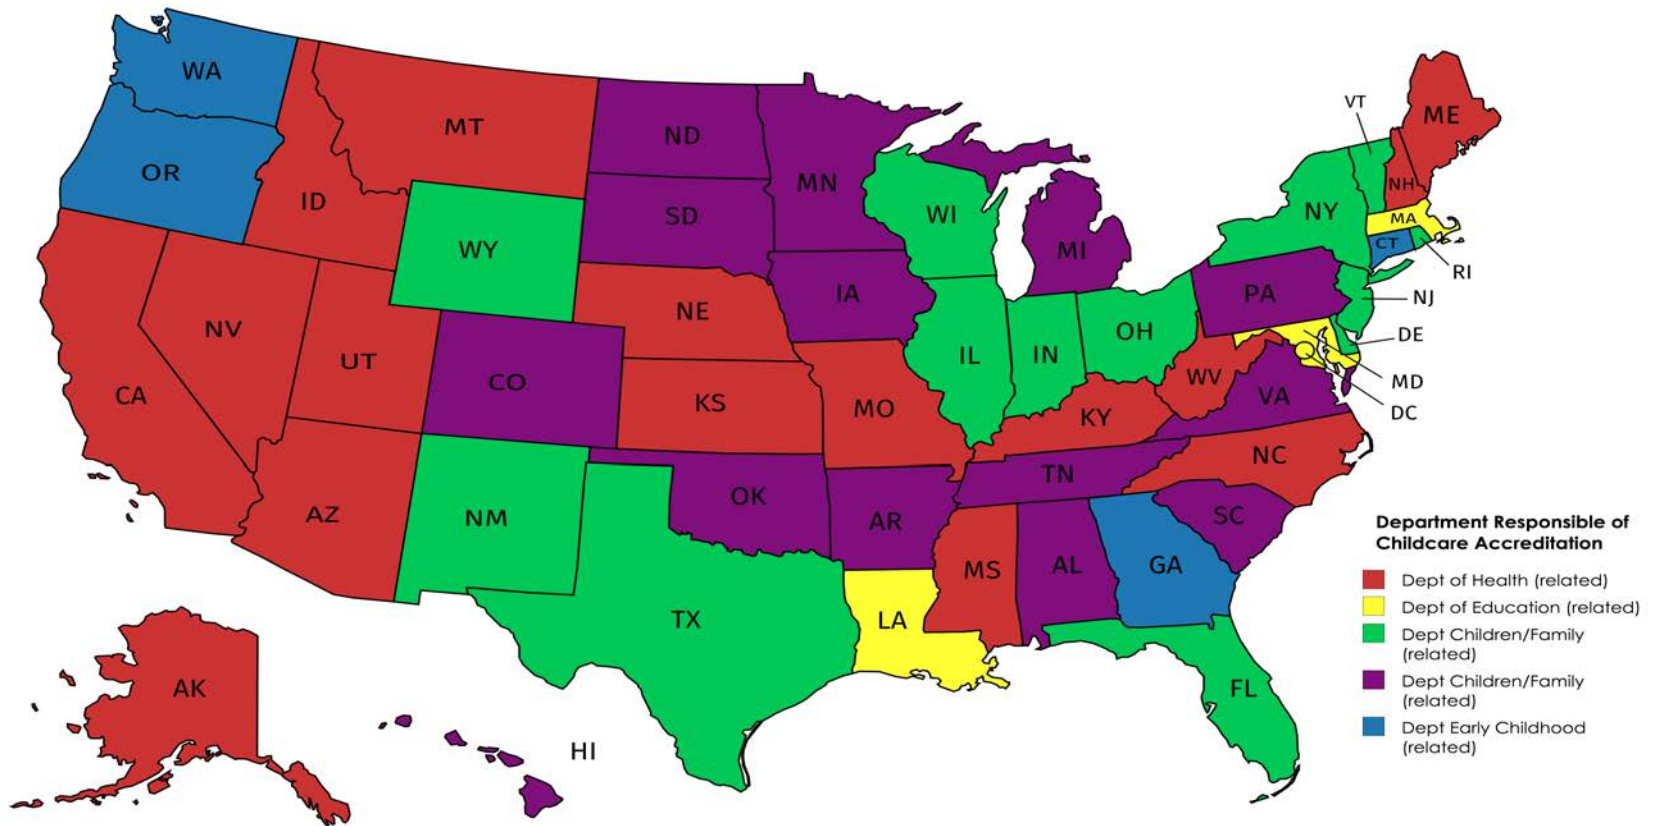 WA
OR
MT
ID
WY
ND
SD
MN
WI
MI
VT
ME
NH
NY
MA
CT
RI
NJ
PA
DE
MD
DC
CA
NV
UT
CO
NE
KS
IA
MO
IL
IN
OH
KY
WV
VA
NC
AZ
NM
OK
TX
AR
TN
SC
LA
MS
AL
GA
FL
AK
HI
Department Responsible of
Childcare Accreditation
Dept of Health (related)
Dept of Education (related)
Dept Children/Family
(related)
Dept Children/Family
(related)
Dept Early Childhood
(related)